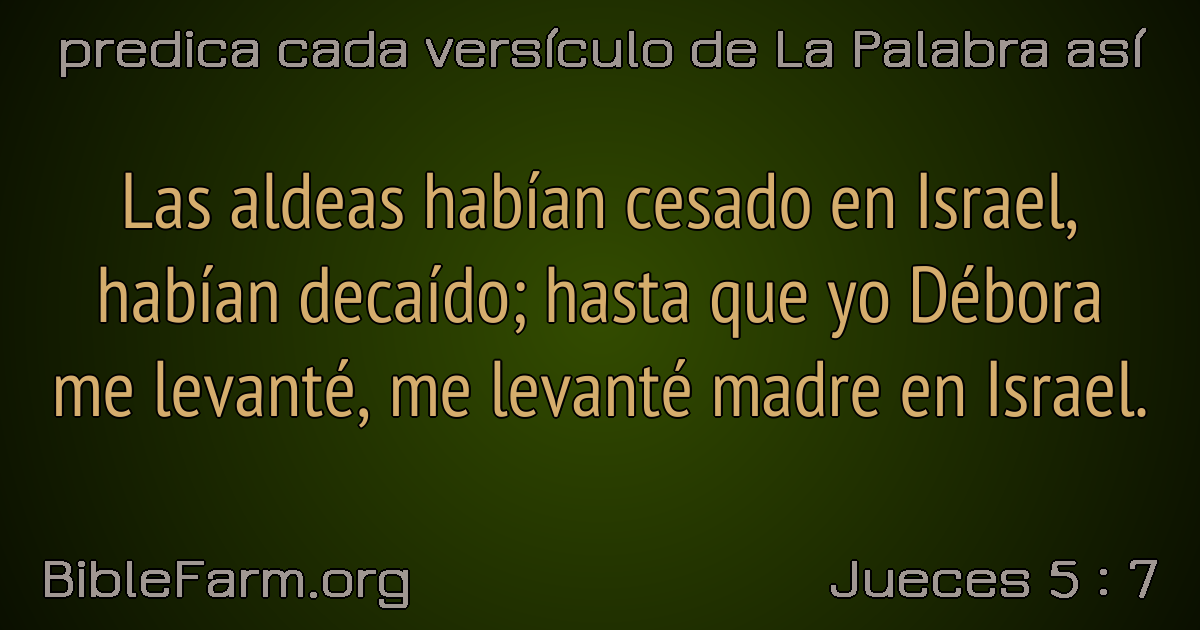 predica cada versículo de La Palabra así
Las aldeas habían cesado en Israel,
habían decaído; hasta que yo Débora
me levanté, me levanté madre en Israel.
BibleFarm.org
Jueces 5 : 7